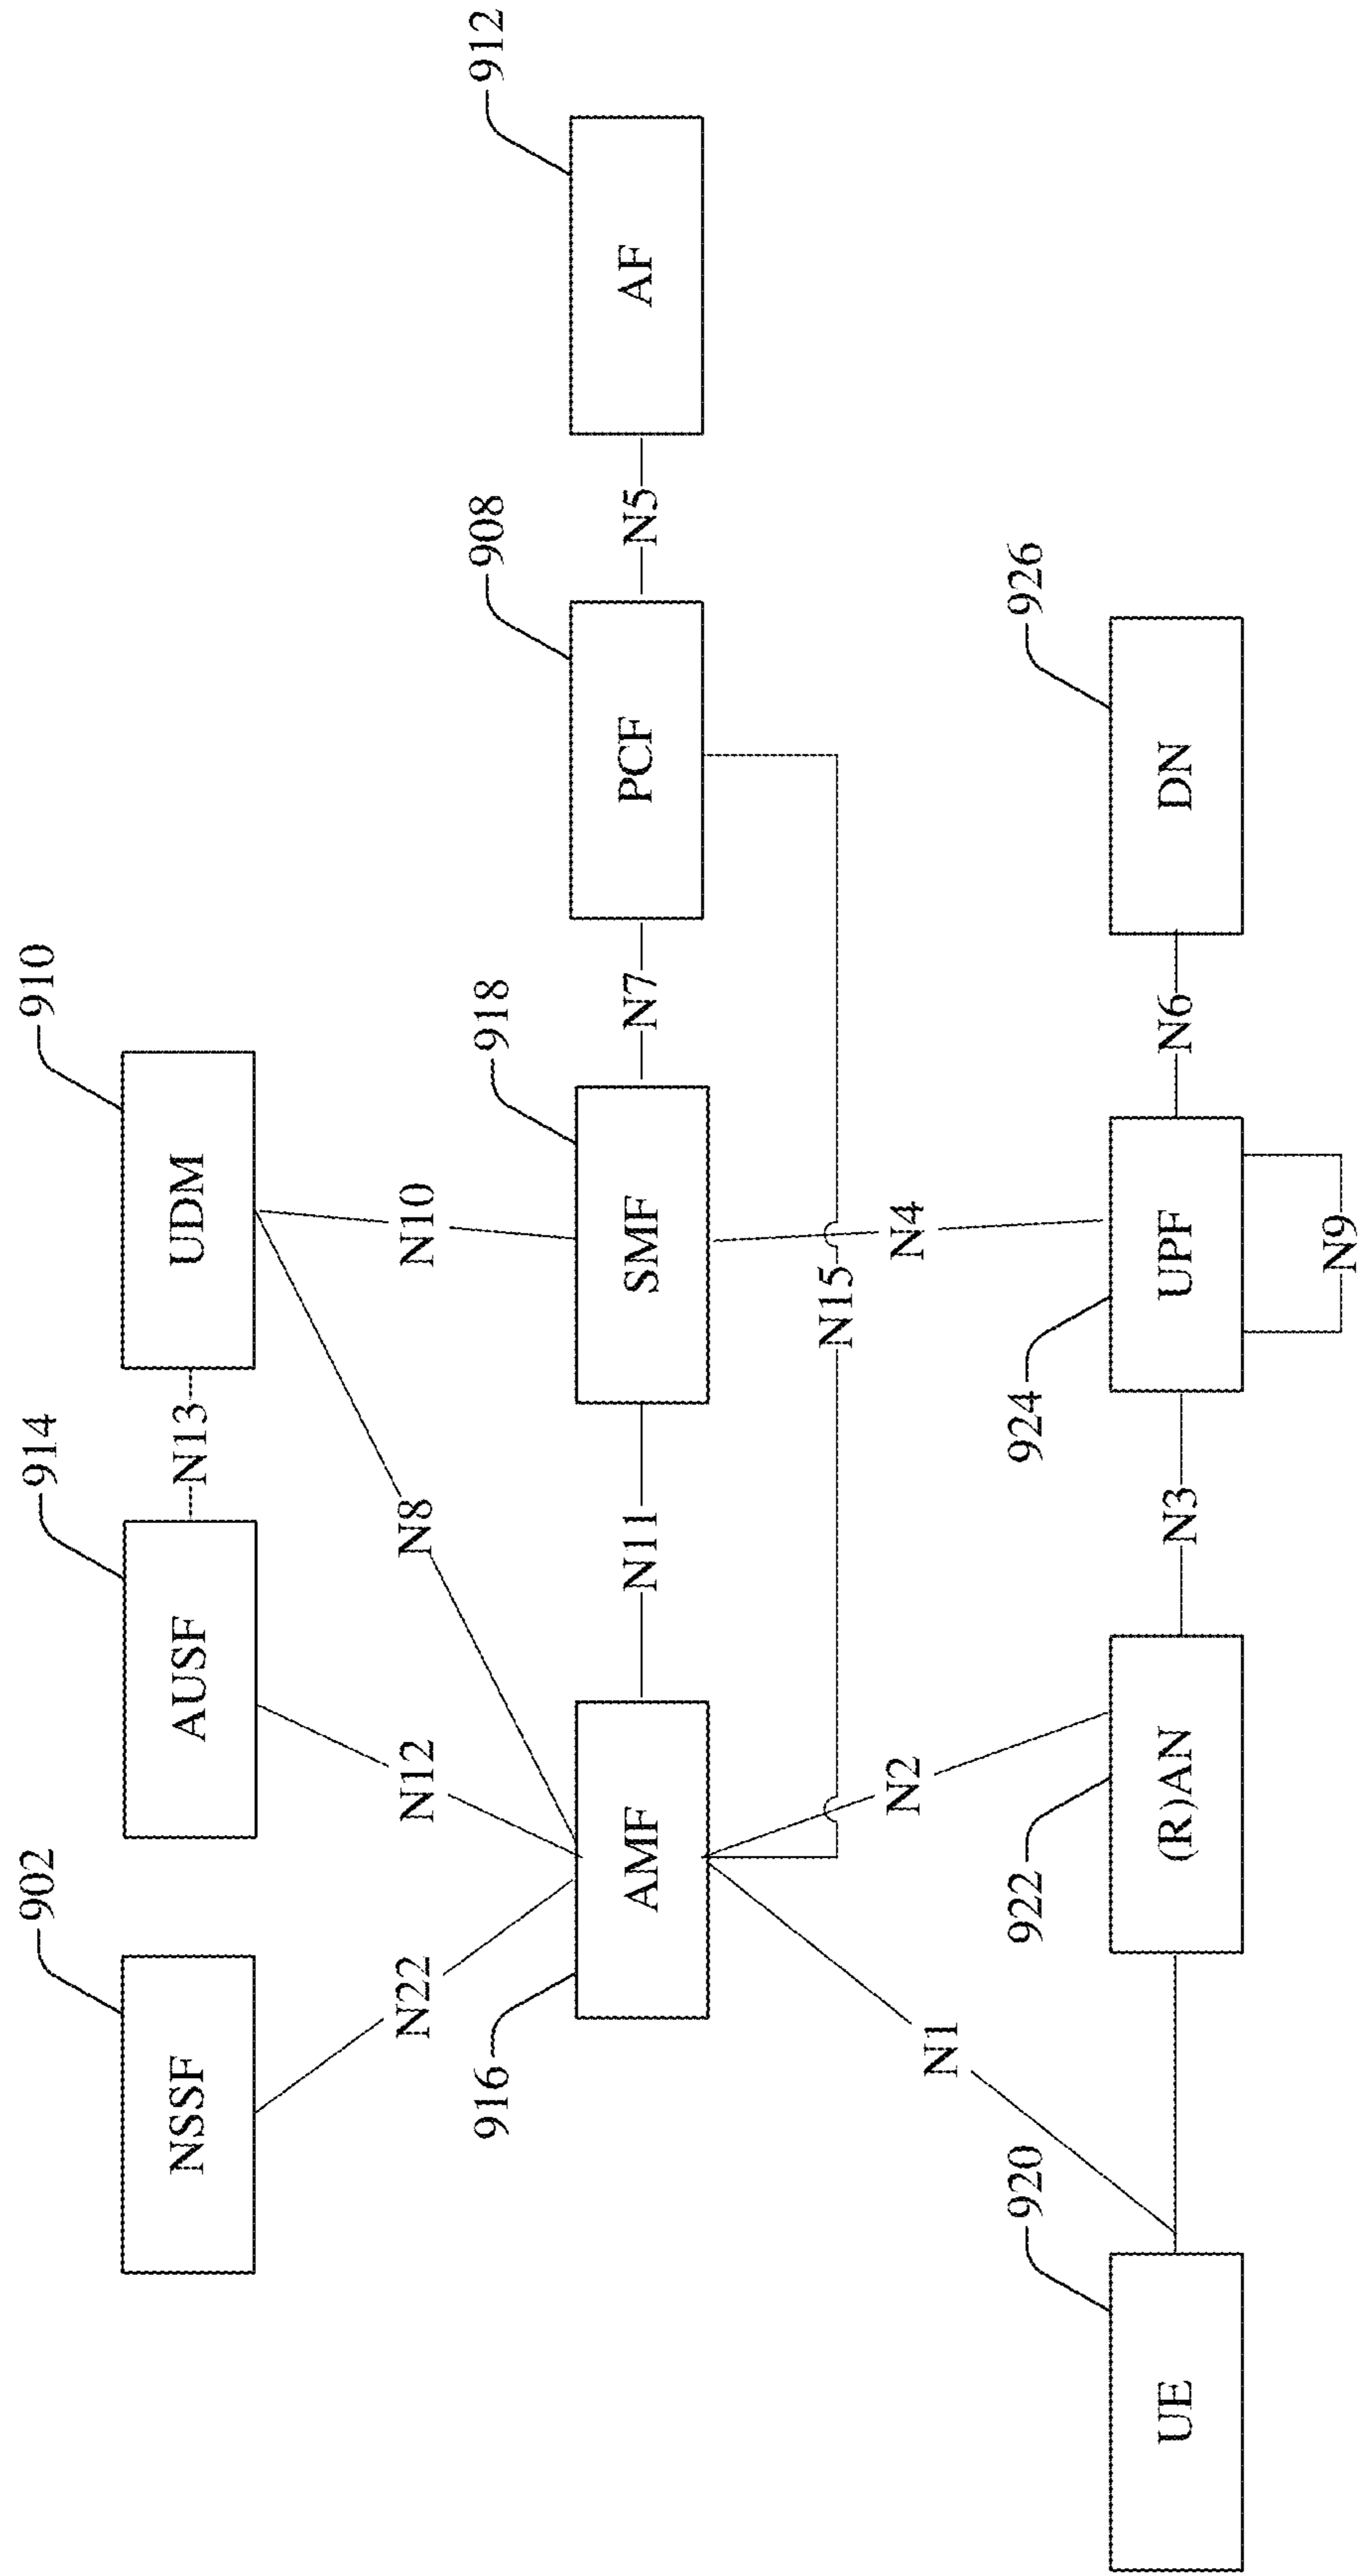 902
914
910
NSSF
AUSF
N13
UDM
N22
N12
N8
N10
916
918
908
912
AMF
N11
SMF
N7
PCF
N5
AF
N15
N1
N2
N4
920
922
924
926
UE
(R)AN
N3
UPF
N6
DN
N9